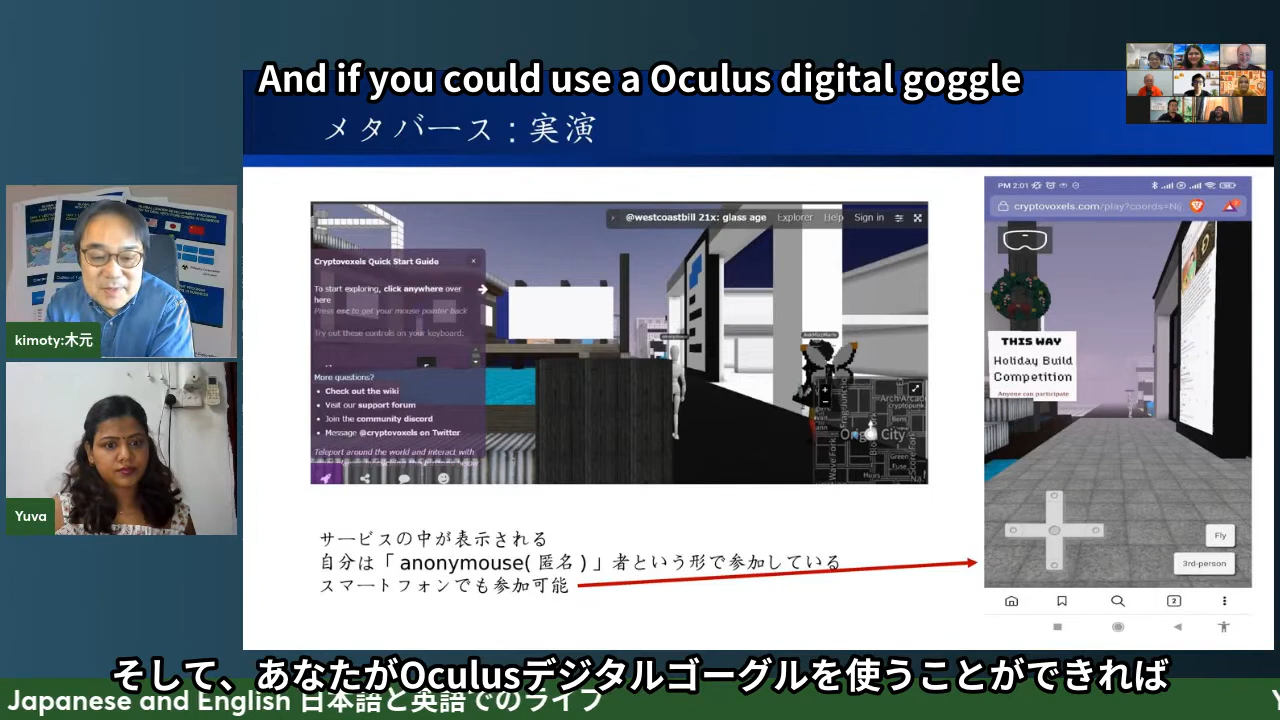 And if you could use a Oculus digital goggle
メタバース：実演
kimoty:木元
Yuva
@westcoastbill 21x: glass age Explorer Help Sign in
Cryptovoxels Quick Start Guide
To start exploring, click anywhere over here
Press esc to get your mouse pointer back
Try out these controls on your keyboard:
More questions?
• Check out the wiki
• Visit our support forum
• Join the community discord
• Message @cryptovoxels on Twitter
Teleport around the world and interact with
Origin City
PM 2:01
cryptovoxels.com/play?coords=N
THIS WAY
Holiday Build
Competition
Anyone can participate
Fly
3rd-person
2
サービスの中が表示される
自分は「 anonymouse( 匿名 ) 」者という形で参加している
スマートフォンでも参加可能
そして、あなたがOculusデジタルゴーグルを使うことができれば
Japanese and English 日本語と英語でのライブ
Y